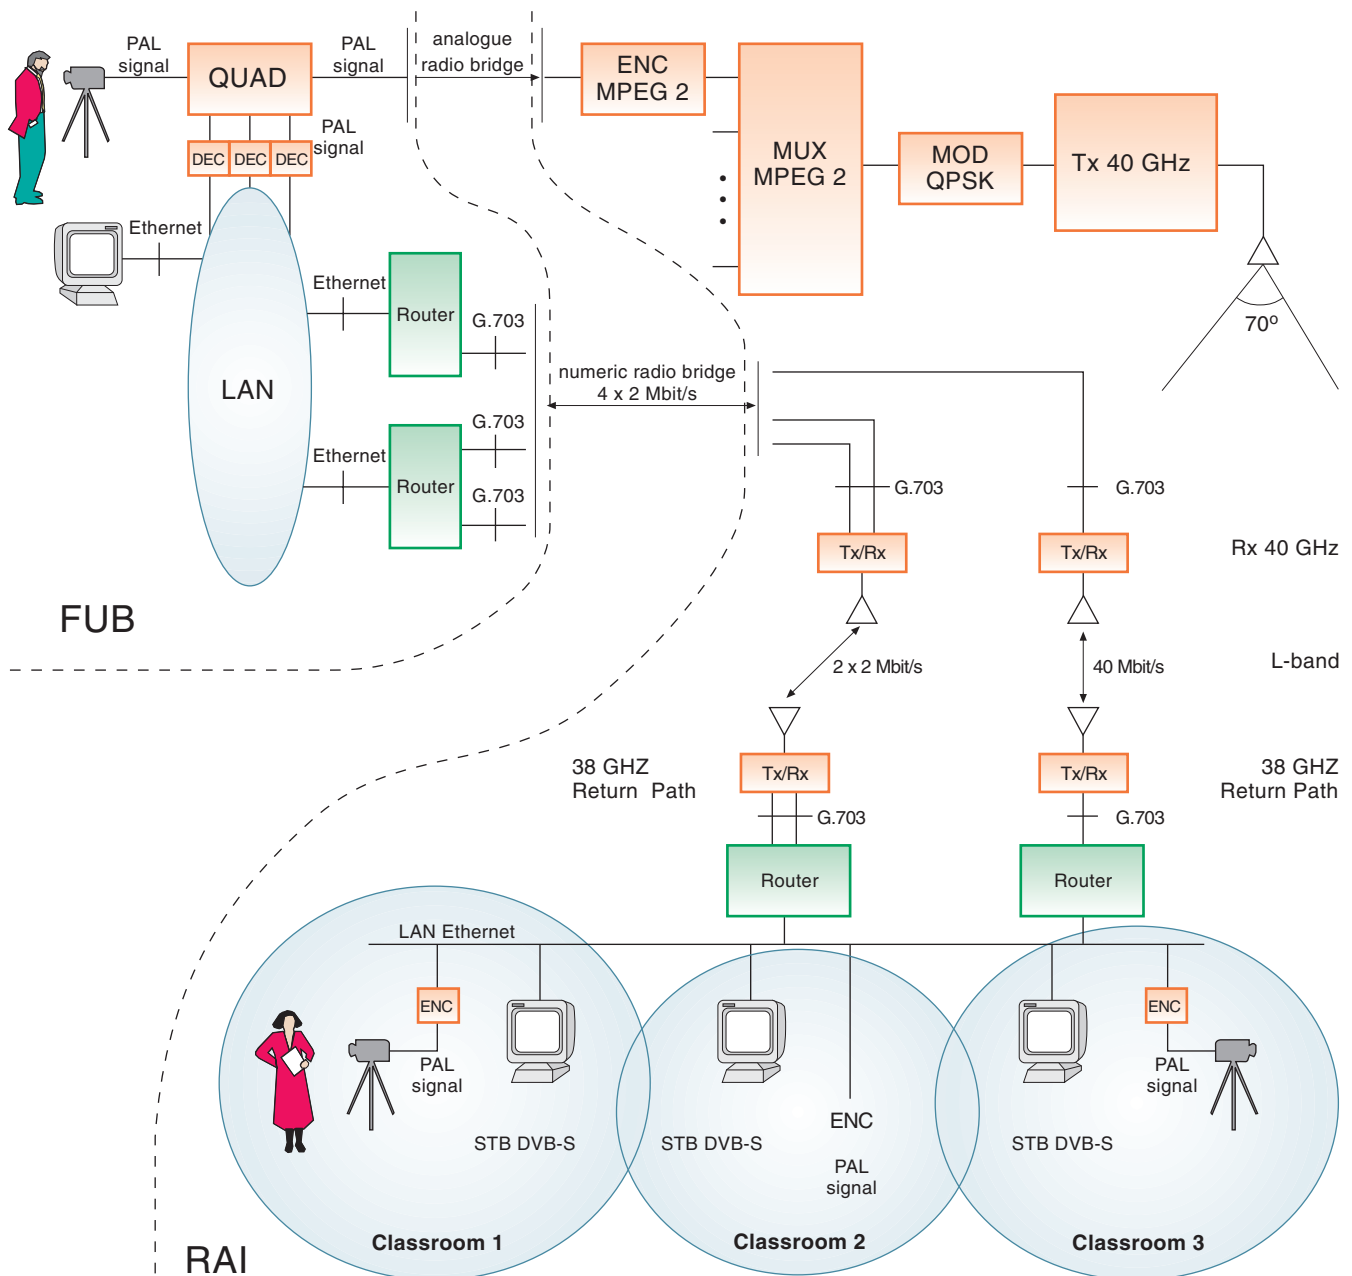 PAL
signal
QUAD
PAL
signal
analogue
radio bridge
ENC
MPEG 2
MUX
MPEG 2
MOD
QPSK
Tx 40 GHz
DEC
DEC
DEC
PAL
signal
70º
Ethernet
LAN
Ethernet
Router
G.703
Ethernet
Router
G.703
G.703
numeric radio bridge
4 x 2 Mbit/s
FUB
G.703
G.703
Tx/Rx
Tx/Rx
Rx 40 GHz
2 x 2 Mbit/s
40 Mbit/s
L-band
38 GHZ
Return Path
Tx/Rx
Tx/Rx
38 GHZ
Return Path
G.703
G.703
Router
Router
LAN Ethernet
ENC
PAL
signal
STB DVB-S
Classroom 1
STB DVB-S
ENC
PAL
signal
Classroom 2
STB DVB-S
ENC
PAL
signal
Classroom 3
RAI